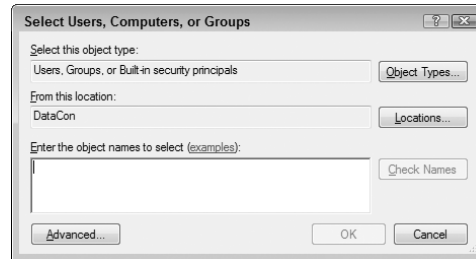 Select Users, Computers, or Groups
Select this object type:
Users, Groups, or Built-in security principals
Object Types...
From this location:
DataCon
Locations...
Enter the object names to select (examples):
Check Names
Advanced...
OK
Cancel